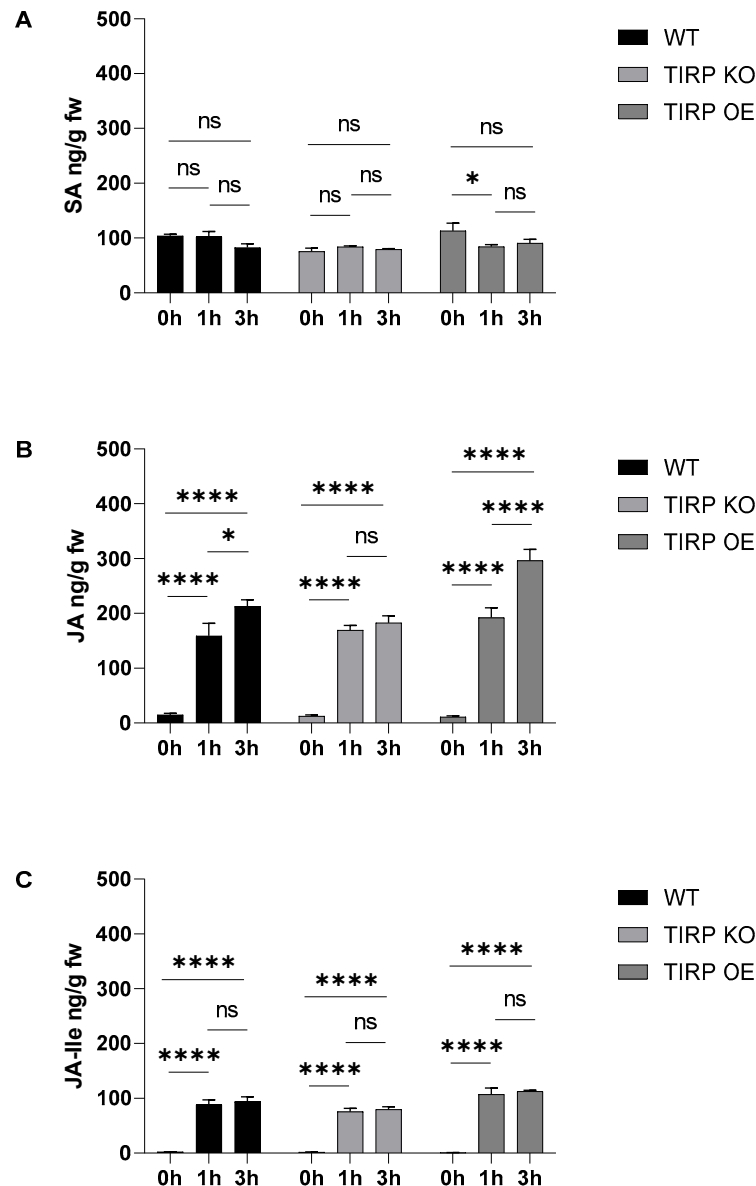 A
SA ng/g fw
500
400
300
200
100
0
ns
ns
ns
ns
ns
ns
ns
*
ns
0h 1h 3h 0h 1h 3h 0h 1h 3h
WT
TIRP KO
TIRP OE
B
JA ng/g fw
500
400
300
200
100
0
****
*
****
****
ns
****
****
****
****
0h 1h 3h 0h 1h 3h 0h 1h 3h
WT
TIRP KO
TIRP OE
C
JA-Ile ng/g fw
500
400
300
200
100
0
****
ns
****
****
ns
****
****
ns
****
0h 1h 3h 0h 1h 3h 0h 1h 3h
WT
TIRP KO
TIRP OE